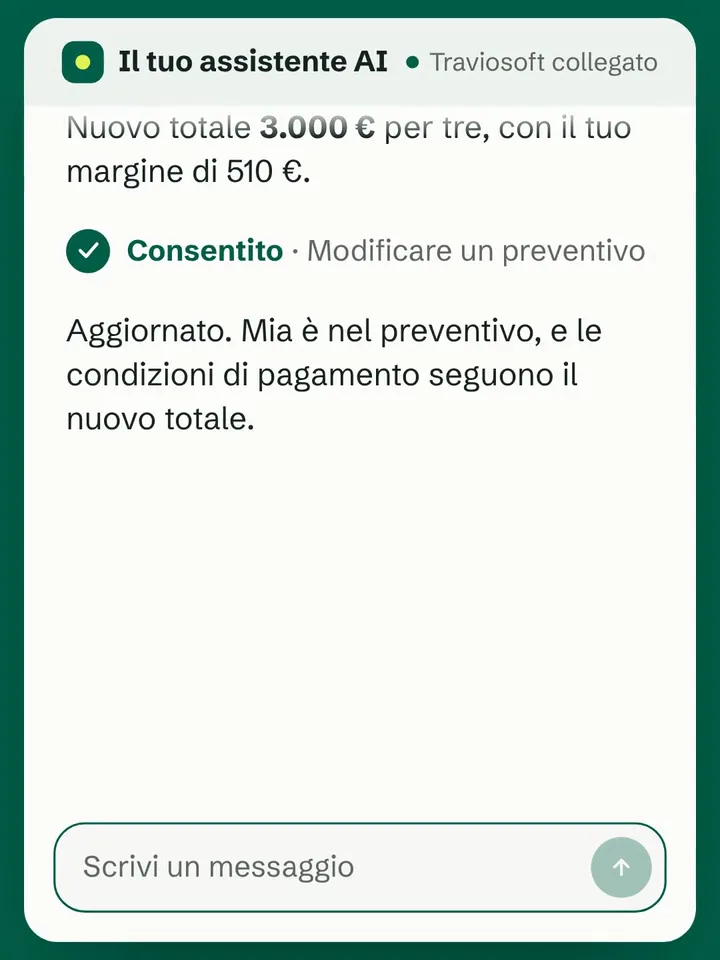 Il tuo assistente AI
Traviosoft collegato
Nuovo totale 3.000 € per tre, con il tuo
margine di 510 €.
Consentito · Modificare un preventivo
Aggiornato. Mia è nel preventivo, e le
condizioni di pagamento seguono il
nuovo totale.
Scrivi un messaggio